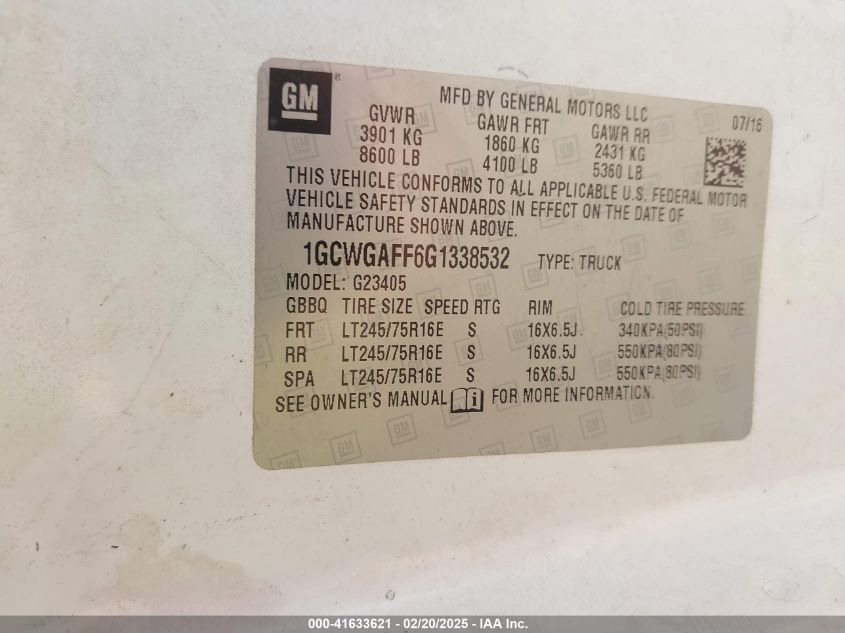 GM ®
MFD BY GENERAL MOTORS LLC 07/16
GVWR GAWR FRT GAWR RR
3901 KG 1860 KG 2431 KG
8600 LB 4100 LB 5360 LB
THIS VEHICLE CONFORMS TO ALL APPLICABLE U.S. FEDERAL MOTOR
VEHICLE SAFETY STANDARDS IN EFFECT ON THE DATE OF
MANUFACTURE SHOWN ABOVE.
1GCWGAFF6G1338532 TYPE: TRUCK
MODEL: G23405
GBBQ TIRE SIZE SPEED RTG RIM COLD TIRE PRESSURE
FRT LT245/75R16E S 16X6.5J 340KPA(50PSI)
RR LT245/75R16E S 16X6.5J 550KPA(80PSI)
SPA LT245/75R16E S 16X6.5J 550KPA(80PSI)
SEE OWNER'S MANUAL i FOR MORE INFORMATION.
000-41633621 - 02/20/2025 - IAA Inc.